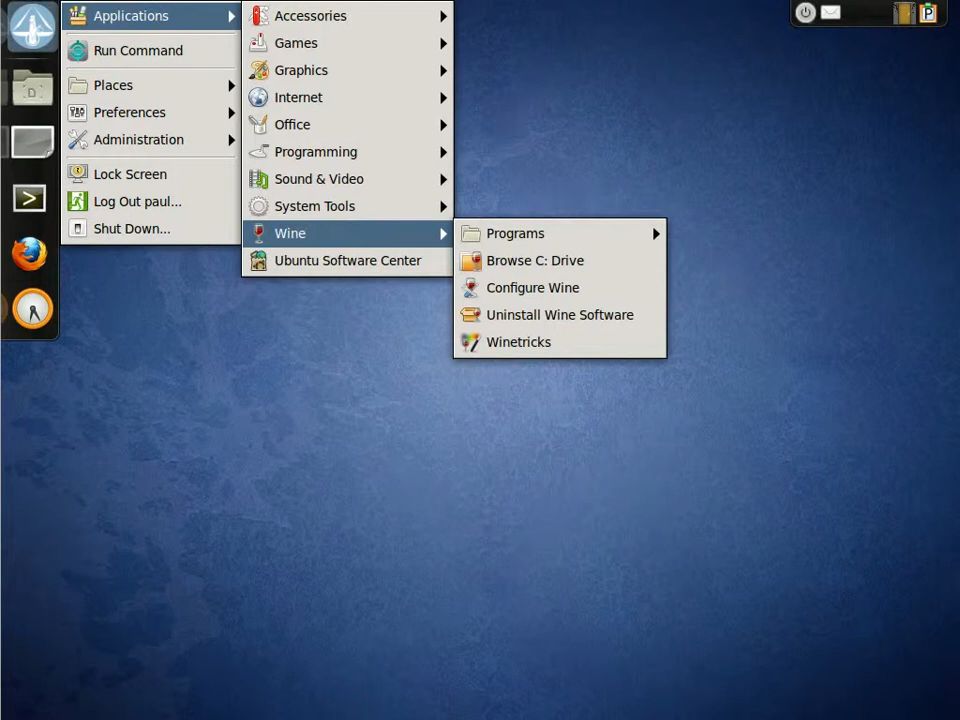 Applications
Run Command
Places
Preferences
Administration
Lock Screen
Log Out paul...
Shut Down...
Accessories
Games
Graphics
Internet
Office
Programming
Sound & Video
System Tools
Wine
Ubuntu Software Center
Programs
Browse C: Drive
Configure Wine
Uninstall Wine Software
Winetricks
D
P